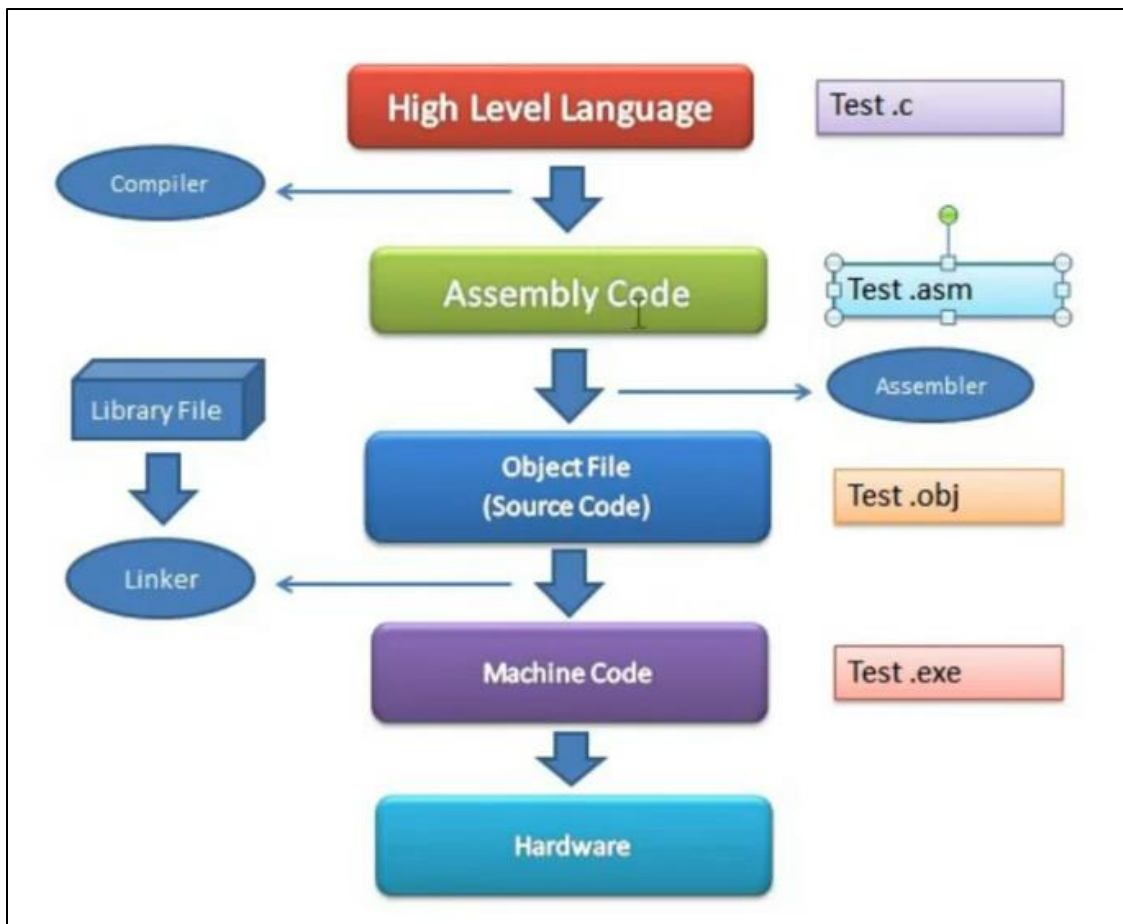 High Level Language
Test .c
Compiler
Assembly Code
Test .asm
Assembler
Library File
Object File
(Source Code)
Test .obj
Linker
Machine Code
Test .exe
Hardware